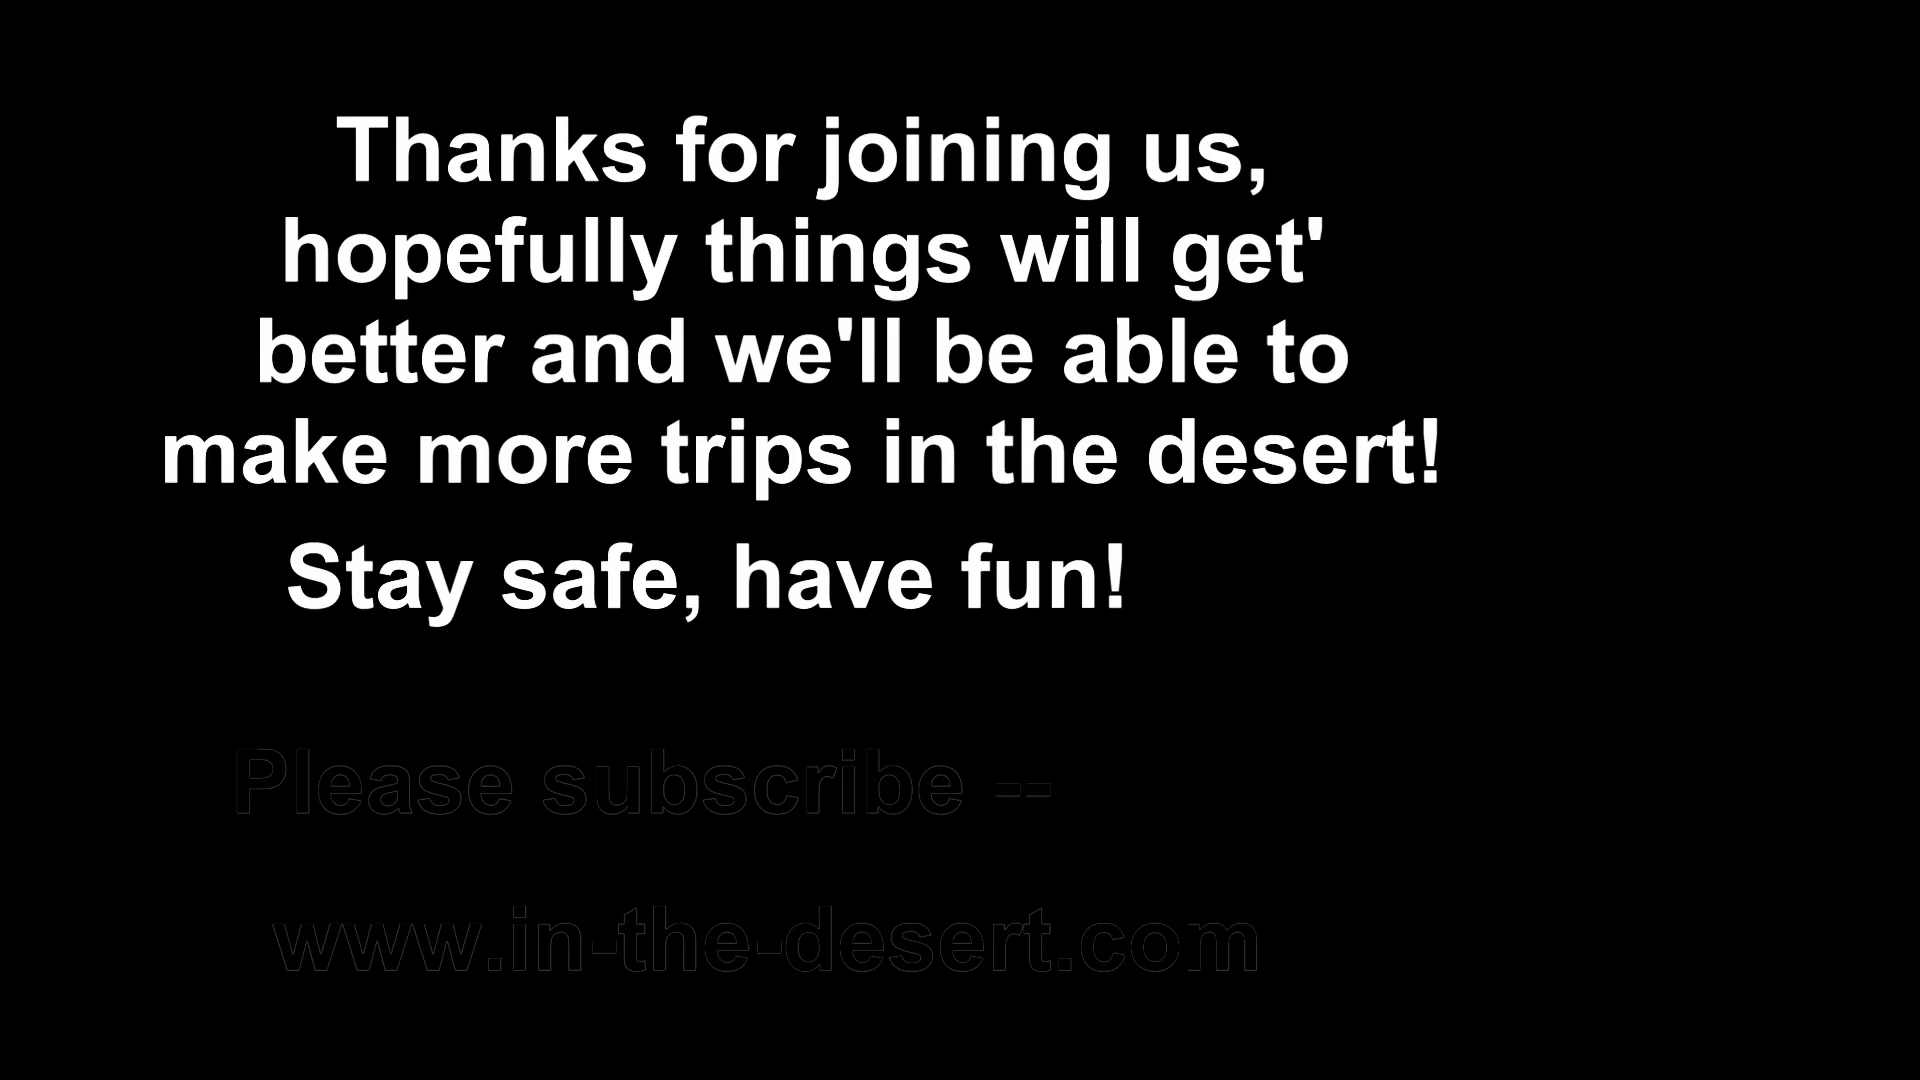 Thanks for joining us,
hopefully things will get'
better and we'll be able to
make more trips in the desert!
Stay safe, have fun!
Please subscribe --
www.in-the-desert.com